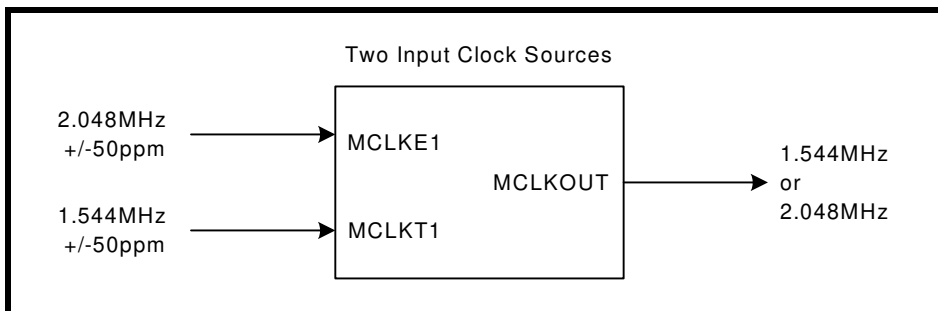 Two Input Clock Sources
2.048MHz
+/-50ppm
MCLKE1
MCLKOUT
1.544MHz
or
2.048MHz
1.544MHz
+/-50ppm
MCLKT1